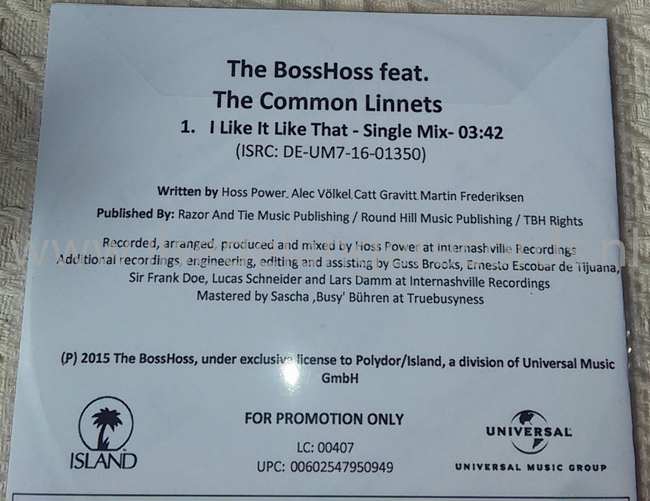 The BossHoss feat.
The Common Linnets
1. I Like It Like That - Single Mix- 03:42
(ISRC: DE-UM7-16-01350)
Written by Hoss Power. Alec Völkel, Catt Gravitt, Martin Frederiksen
Published By: Razor And Tie Music Publishing / Round Hill Music Publishing / TBH Rights
Recorded, arranged, produced and mixed by Hoss Power at internashville Recordings
Additional recordings, engineering, editing and assisting by Guss Brooks, Ernesto Escobar de Tijuana,
Sir Frank Doe, Lucas Schneider and Lars Damm at Internashville Recordings
Mastered by Sascha ‚Busy' Bühren at Truebusyness
(P) 2015 The BossHoss, under exclusive license to Polydor/Island, a division of Universal Music
GmbH
FOR PROMOTION ONLY
LC: 00407
UPC: 00602547950949
ISLAND
UNIVERSAL
UNIVERSAL MUSIC GROUP